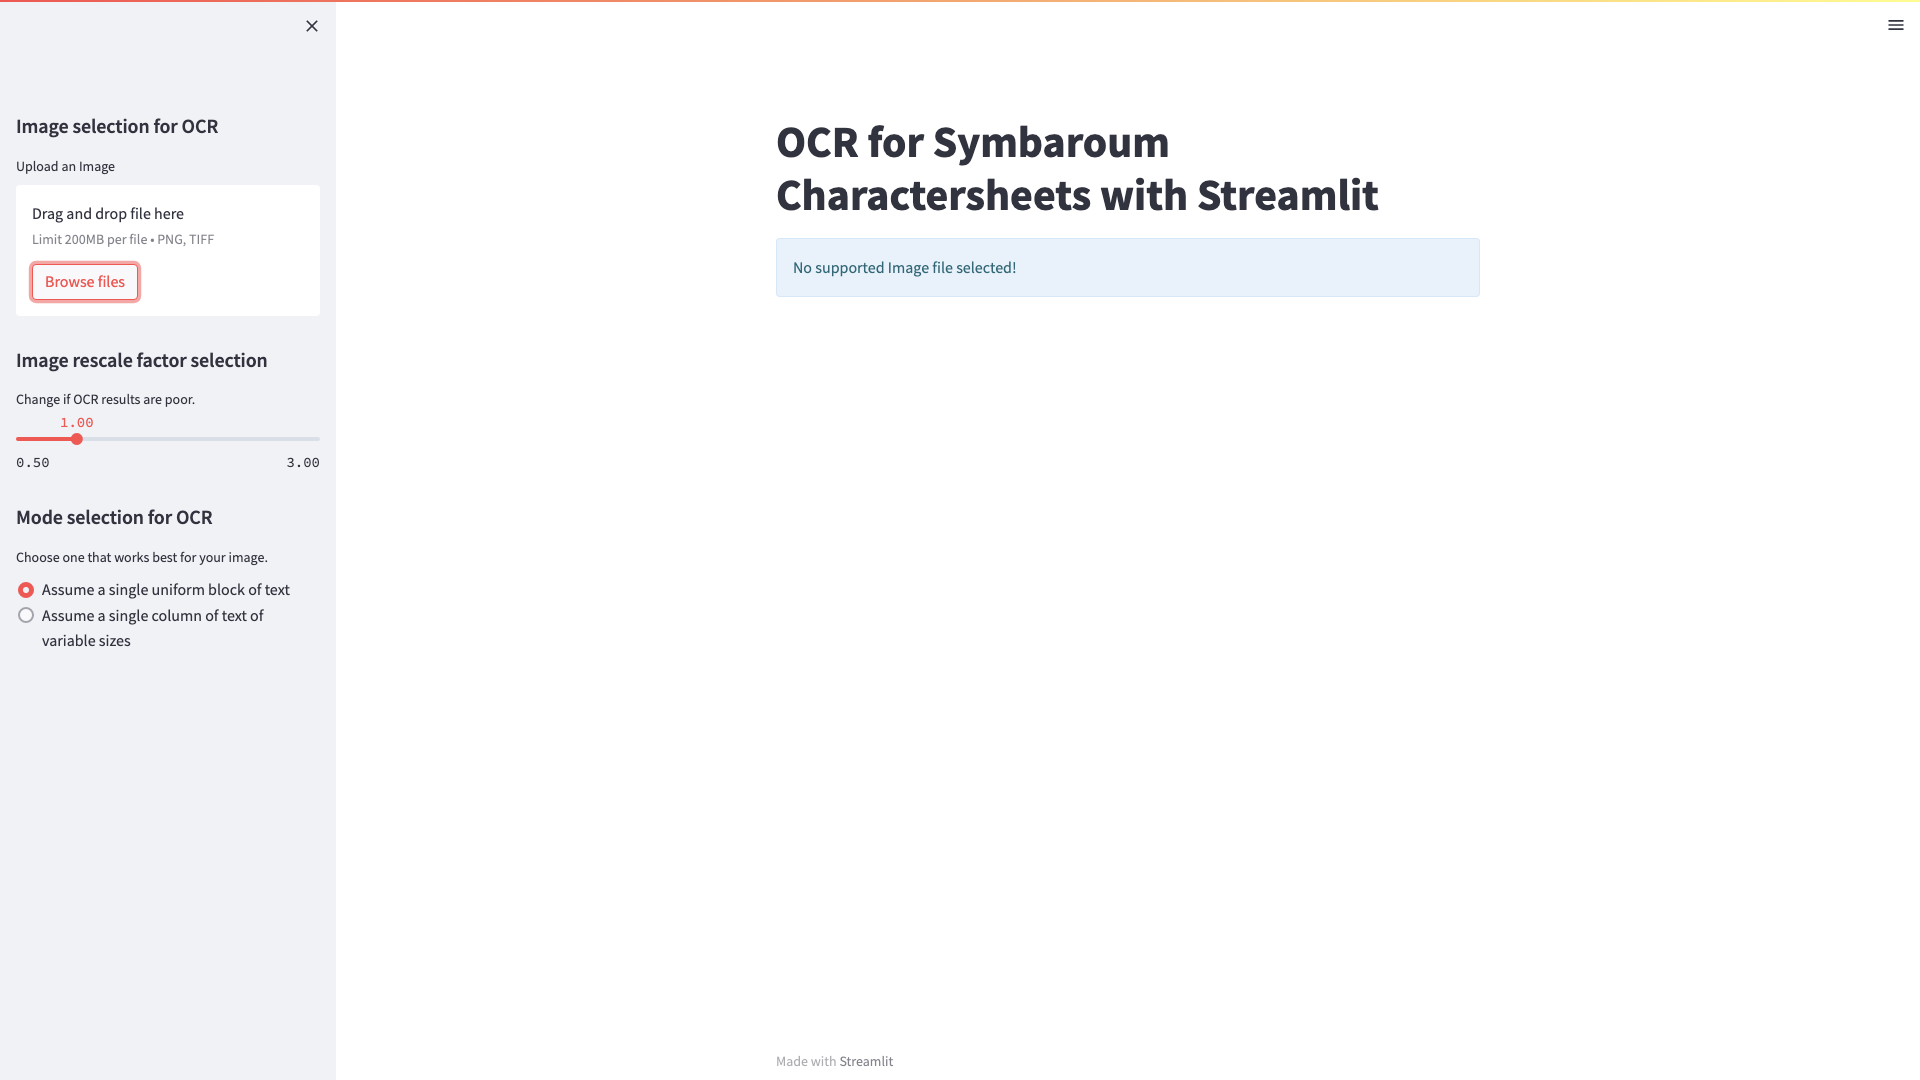 Image selection for OCR
Upload an Image
Drag and drop file here
Limit 200MB per file • PNG, TIFF
Browse files
Image rescale factor selection
Change if OCR results are poor.
1.00
0.50 3.00
Mode selection for OCR
Choose one that works best for your image.
Assume a single uniform block of text
Assume a single column of text of
variable sizes
OCR for Symbaroum
Charactersheets with Streamlit
No supported Image file selected!
Made with Streamlit